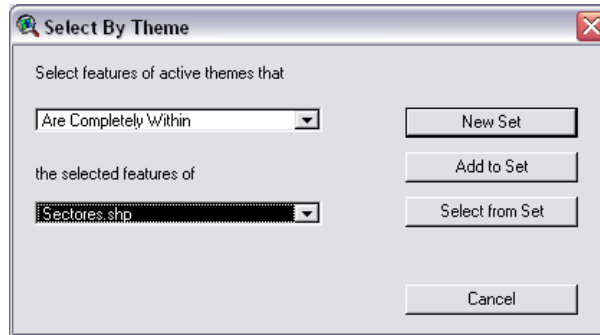 Select By Theme
Select features of active themes that
Are Completely Within
New Set
the selected features of
Add to Set
Sectores.shp
Select from Set
Cancel